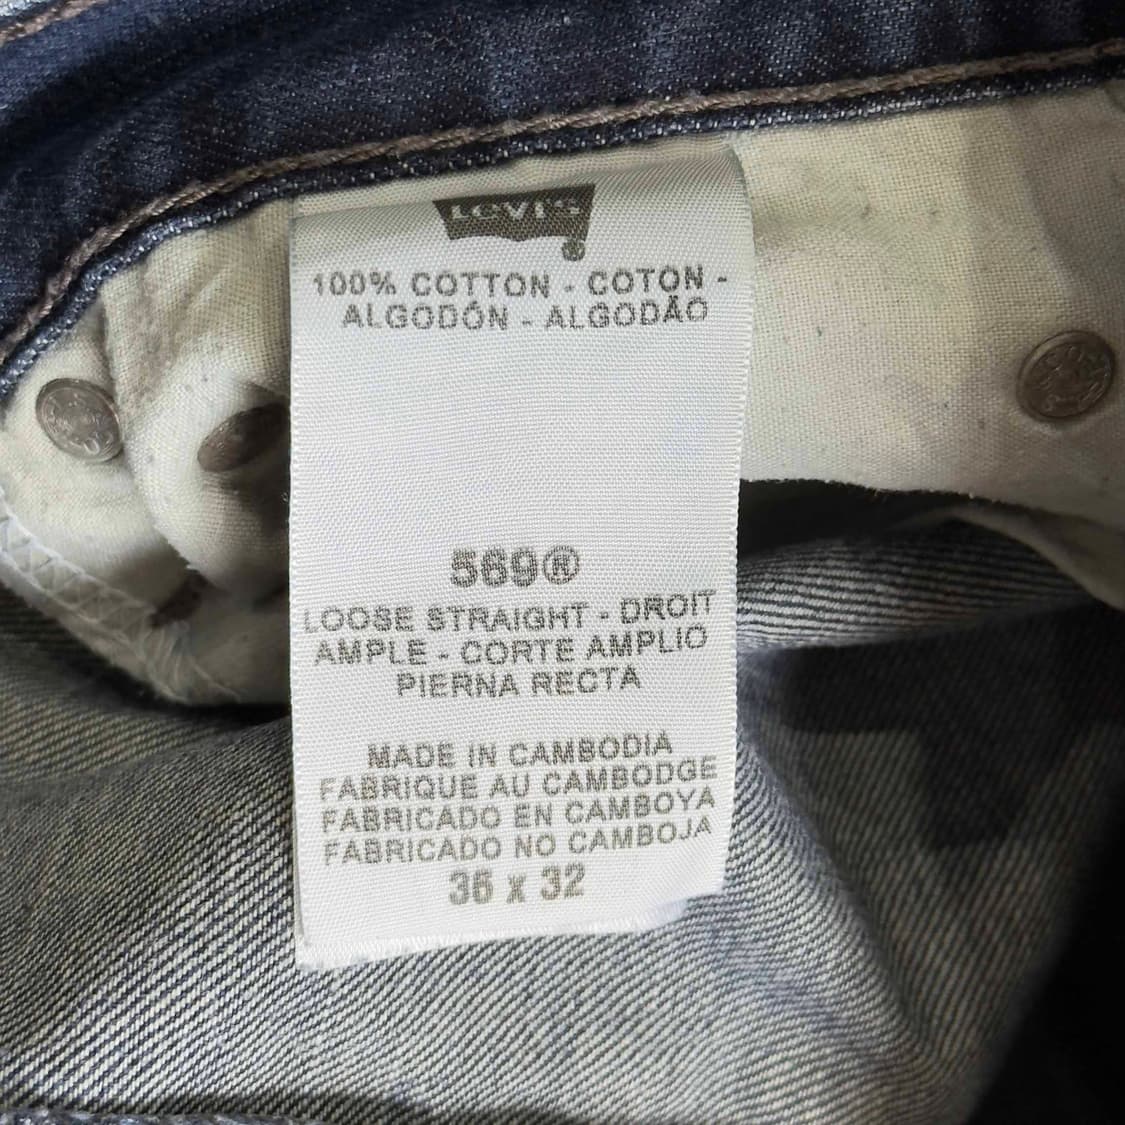 LEVI'S
100% COTTON - COTON -
ALGODÓN - ALGODÃO
569®
LOOSE STRAIGHT - DROIT
AMPLE - CORTE AMPLIO
PIERNA RECTA
MADE IN CAMBODIA
FABRIQUE AU CAMBODGE
FABRICADO EN CAMBOYA
FABRICADO NO CAMBOJA
36 x 32